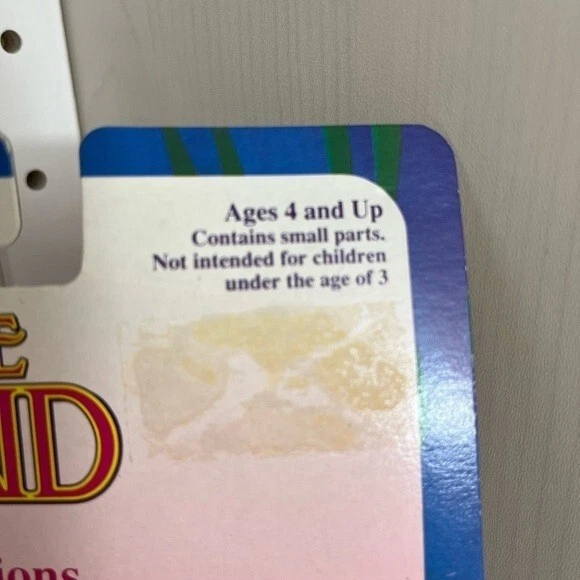 Ages 4 and Up
Contains small parts.
Not intended for children
under the age of 3